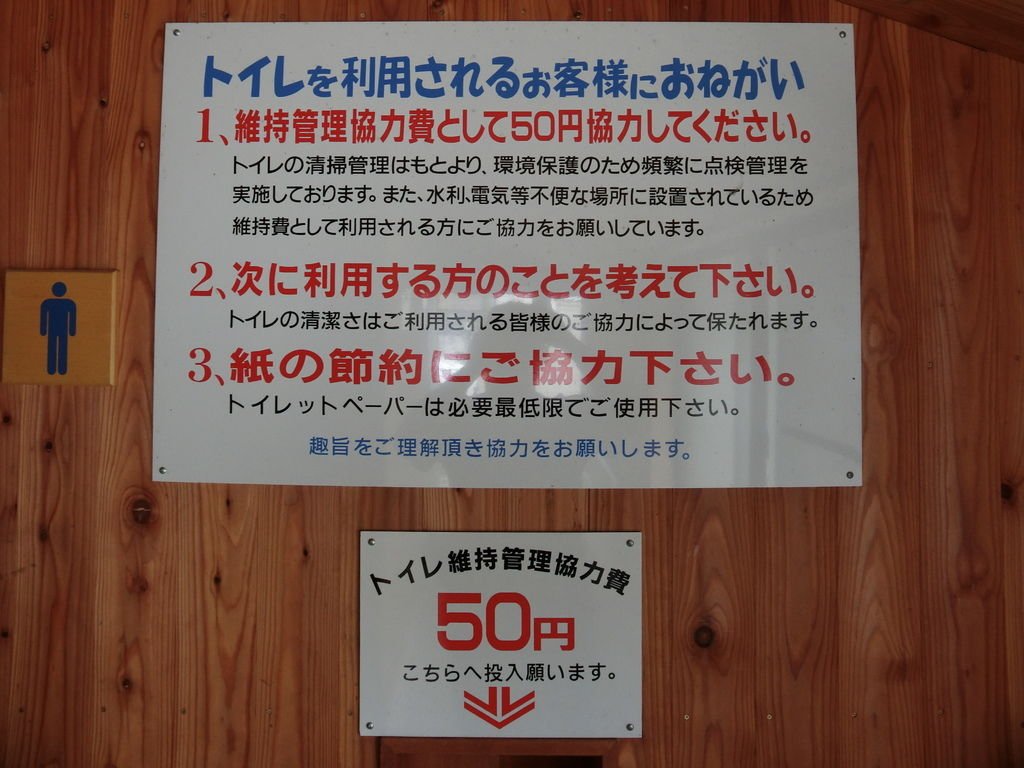 トイレを利用されるお客様におねがい
1、維持管理協力費として50円協力してください。
トイレの清掃管理はもとより、環境保護のため頻繁に点検管理を
実施しております。また、水利、電気等不便な場所に設置されているため
維持費として利用される方にご協力をお願いしています。
2、次に利用する方のことを考えて下さい。
トイレの清潔さはご利用される皆様のご協力によって保たれます。
3、紙の節約にご協力下さい。
トイレットペーパーは必要最低限でご使用下さい。
趣旨をご理解頂き協力をお願いします。
トイレ維持管理協力費
50円
こちらへ投入願います。